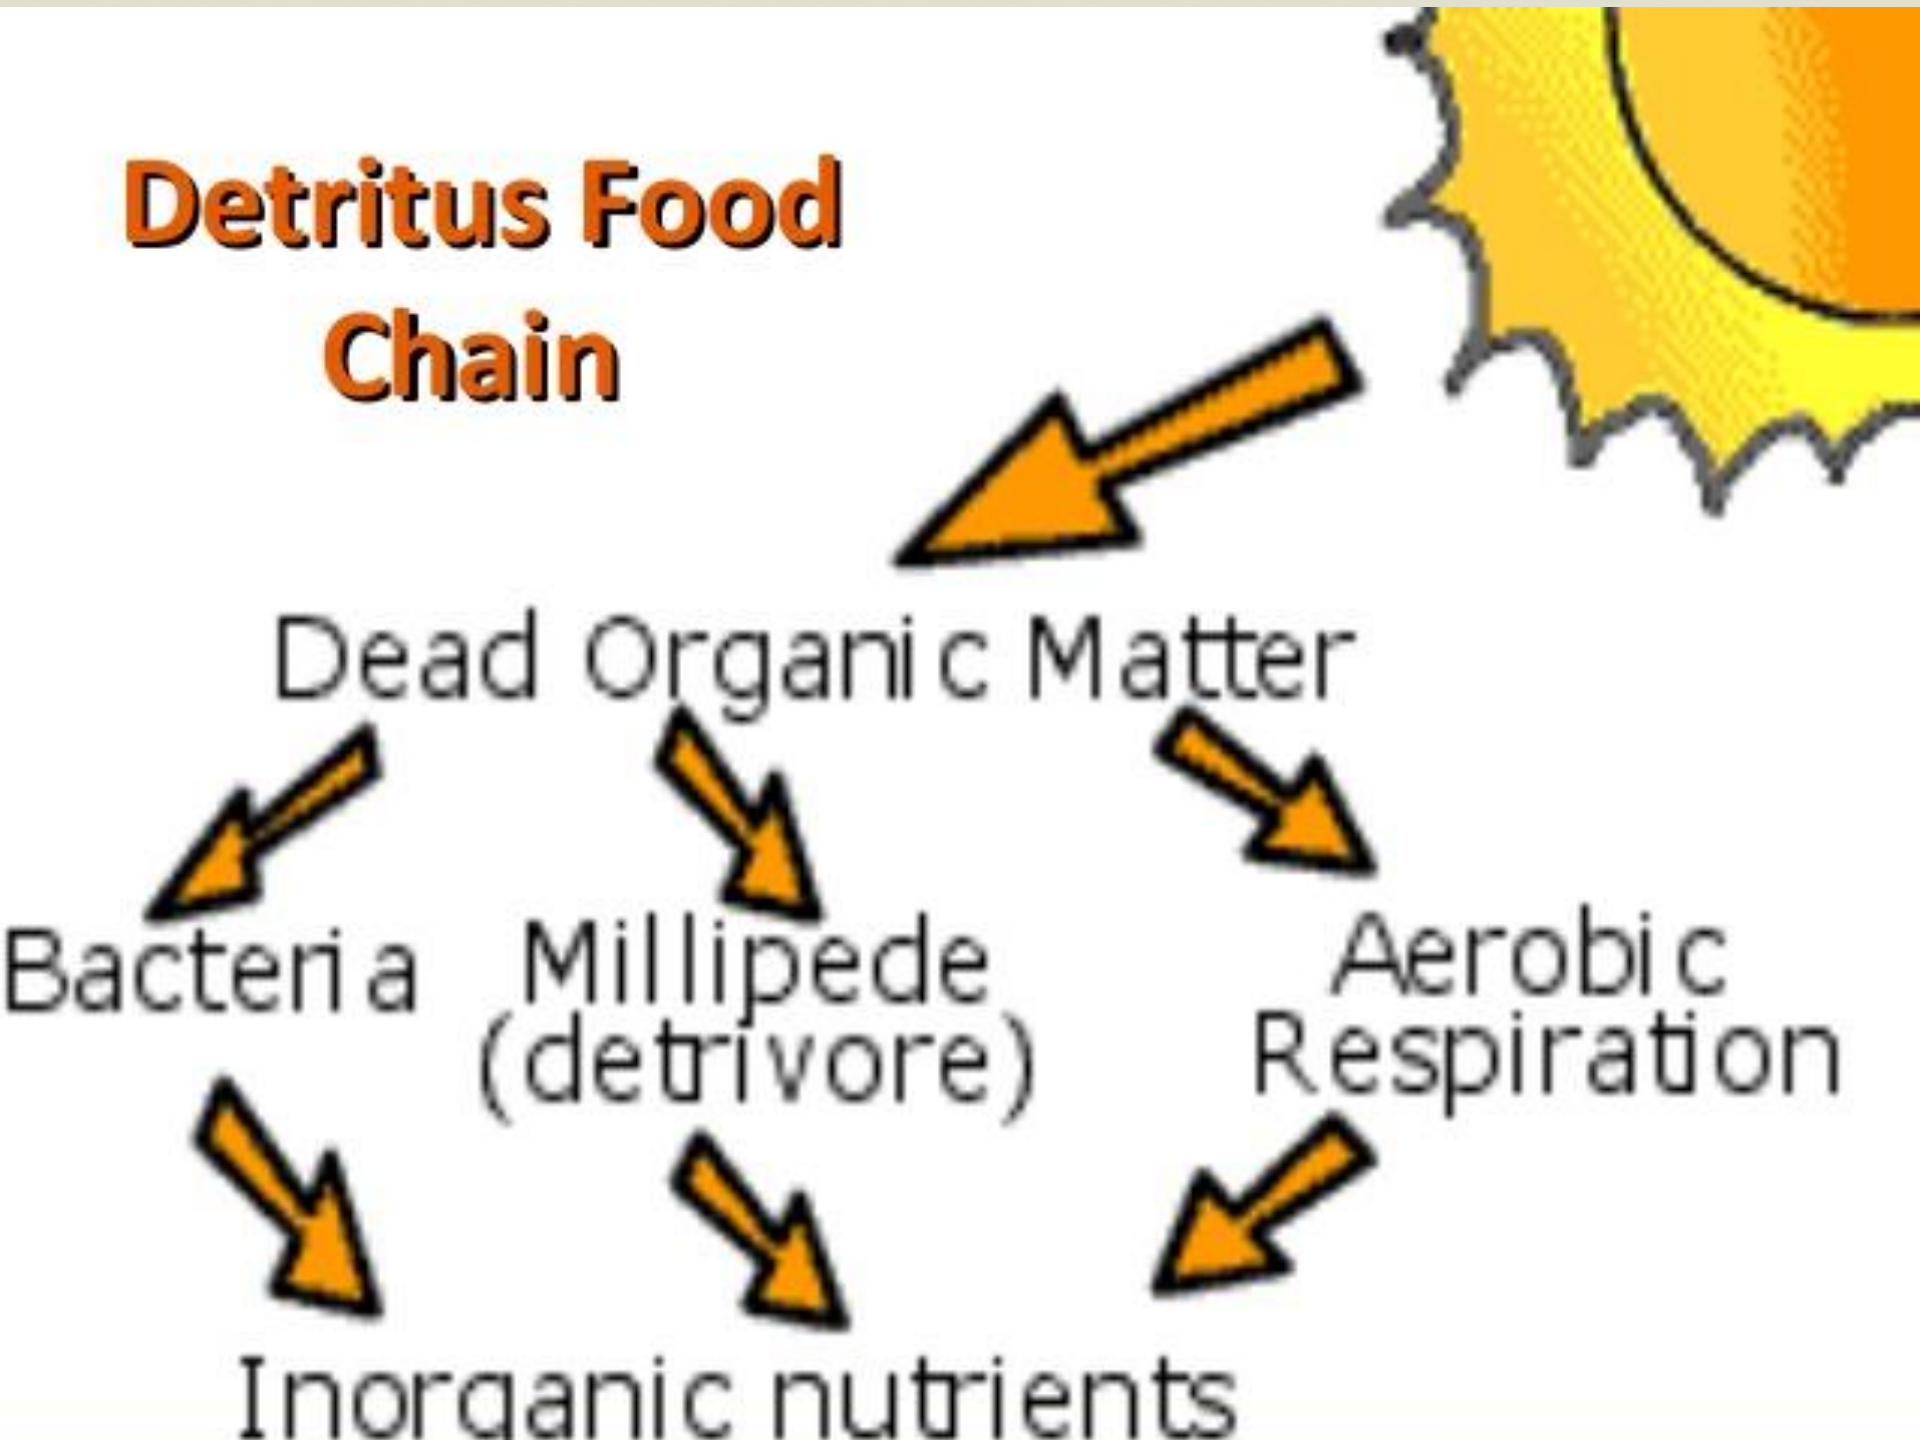 Detritus Food
Chain
Dead Organic Matter
Bacteria
Millipede
(detrivore)
Aerobic
Respiration
Inorganic nutrients